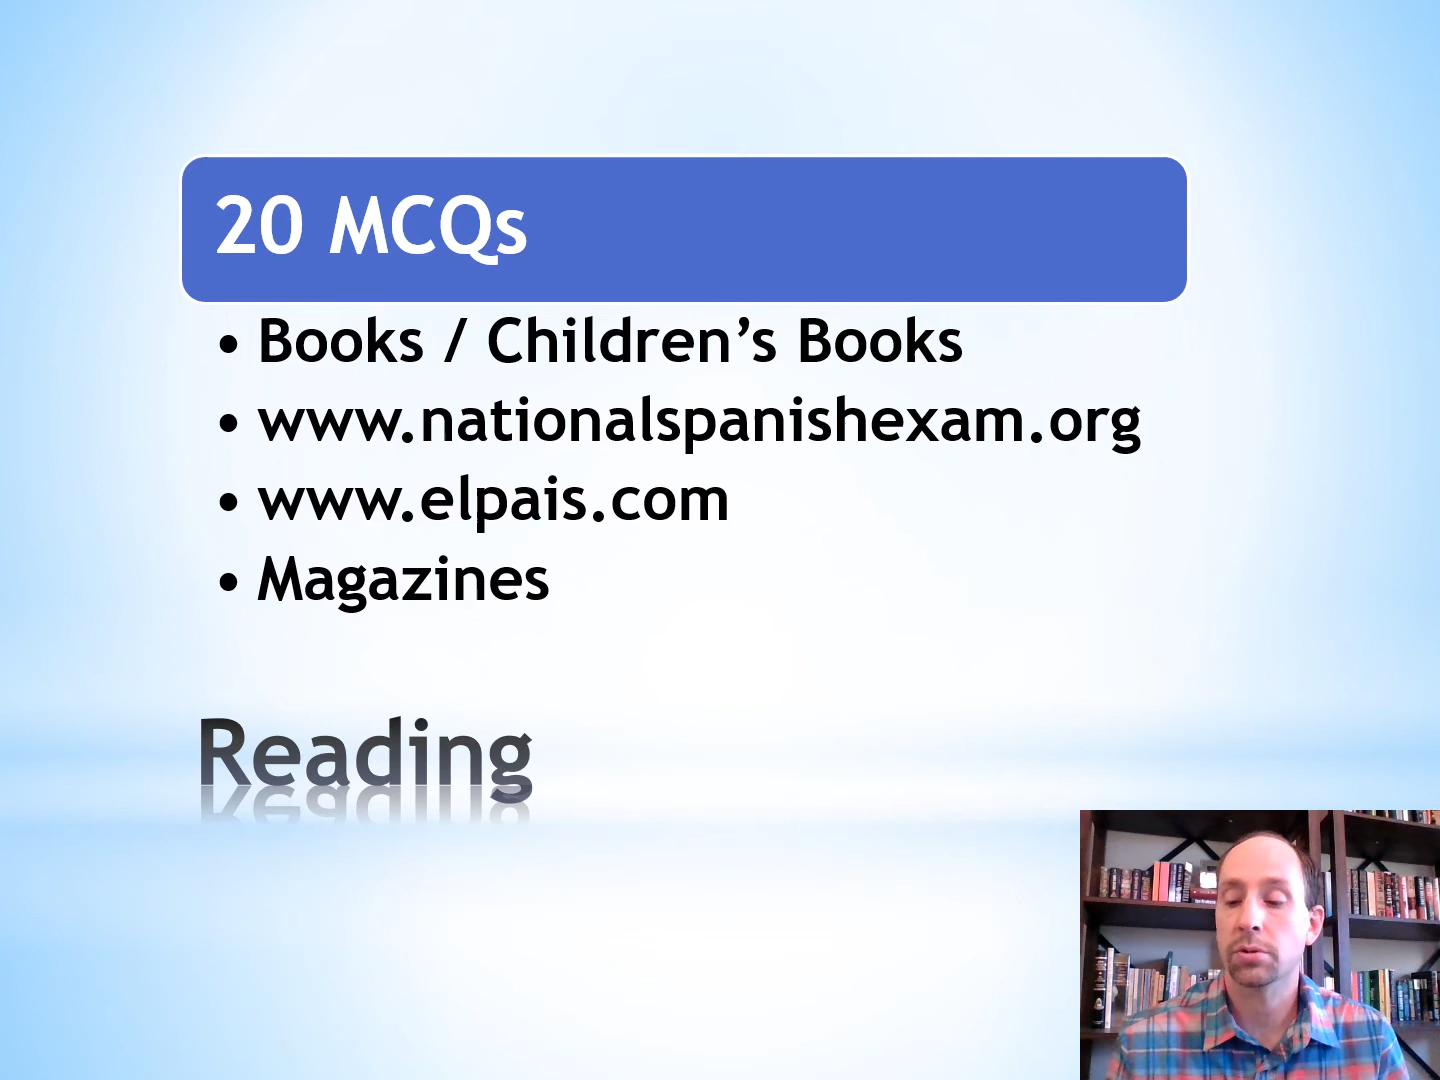 20 MCQs
• Books / Children’s Books
• www.nationalspanishexam.org
• www.elpais.com
• Magazines
Reading